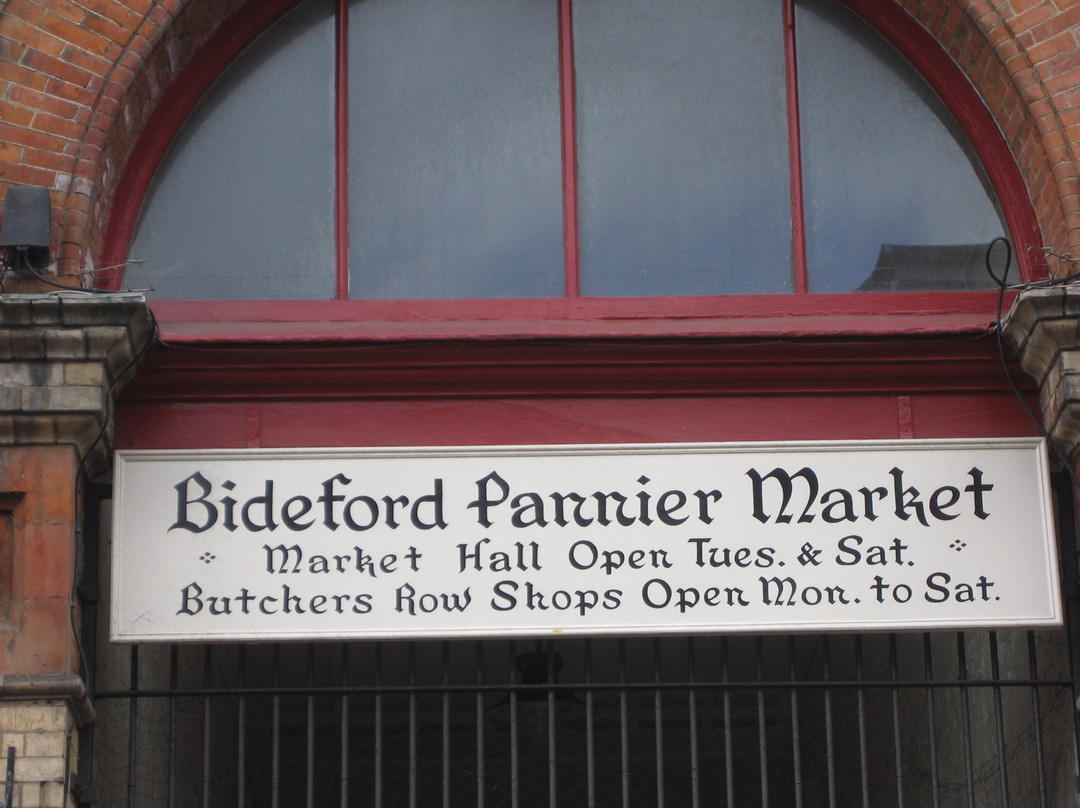 Bideford Pannier Market
Market Hall Open Tues. & Sat.
Butchers Row Shops Open Mon. to Sat.